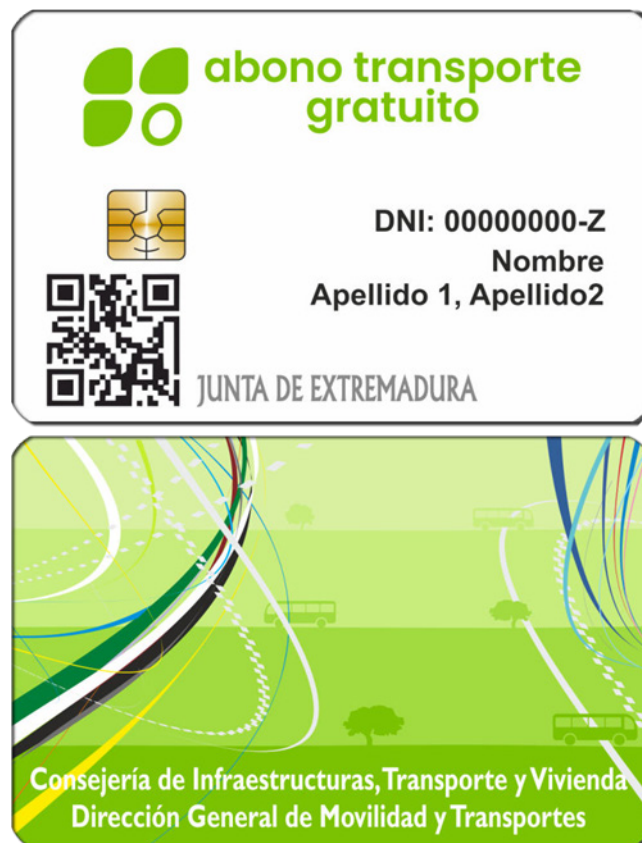 abono transporte
gratuito
DNI: 00000000-Z
Nombre
Apellido 1, Apellido2
JUNTA DE EXTREMADURA
Consejería de Infraestructuras, Transporte y Vivienda
Dirección General de Movilidad y Transportes